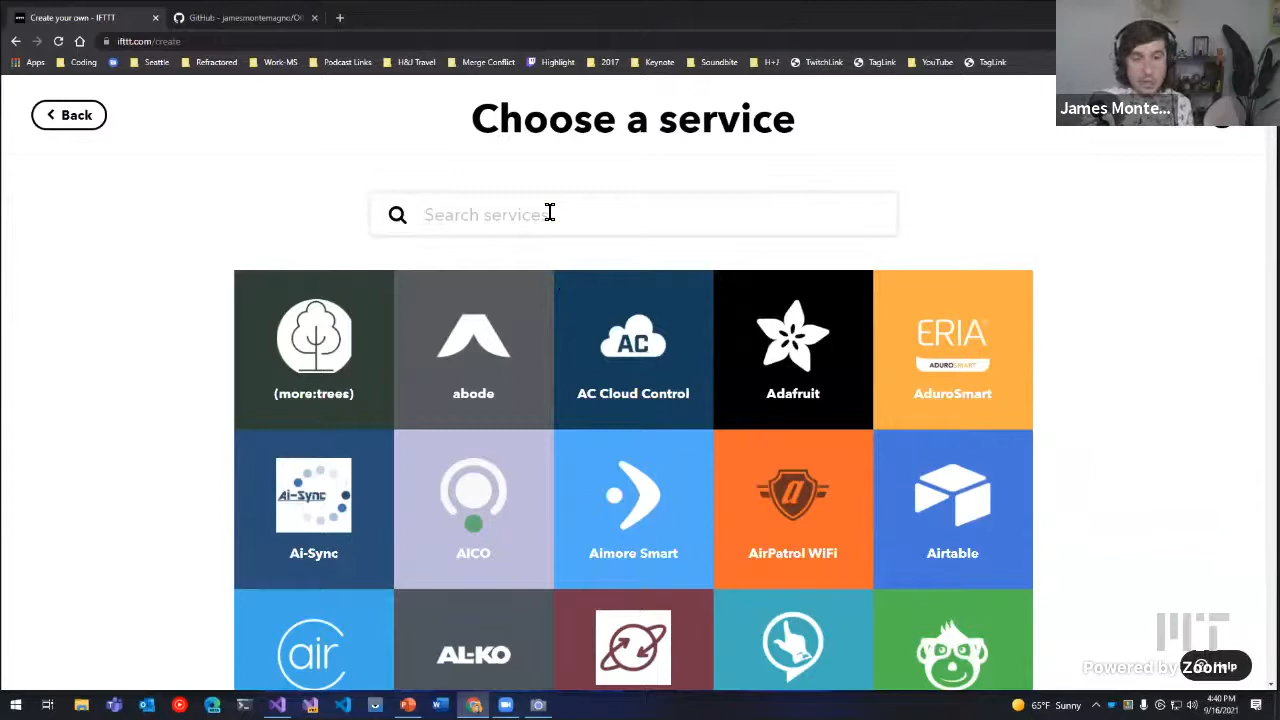 Create your own - IFTTT
GitHub - jamesmontemagno/O
ifttt.com/create
Apps
Coding
Seattle
Refractored
Work-MS
Podcast Links
H&J Travel
Merge Conflict
Highlight
2017
Keyote
Soundbite
H+J
TwitchLink
TagLink
YouTube
TagLink
James Monte...
Back
Choose a service
Search services
(more:trees)
abode
AC
AC Cloud Control
Adafruit
ERIA
ADUROSMART
AduroSmart
Ai-Sync
Ai-Sync
AICO
Aimore Smart
a
AirPatrol WiFi
Airtable
air
AL-KO
MIT
Powered by Zoom
65°F Sunny
4:40 PM
9/16/2021